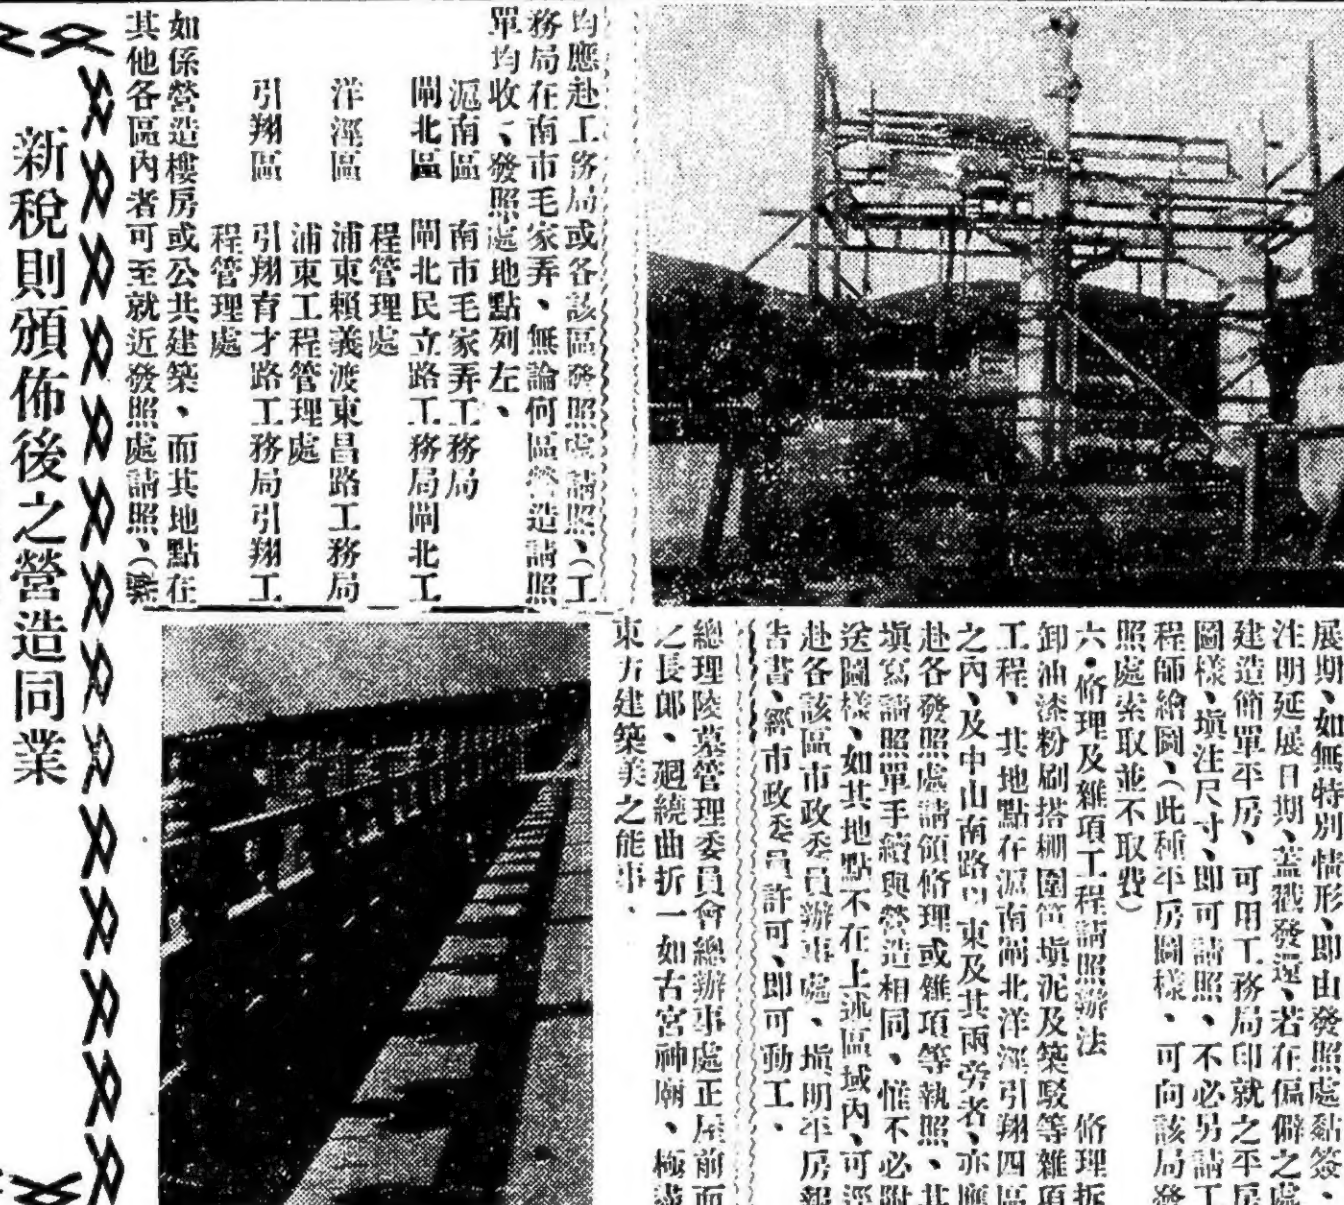 均應赴工務局或各該區發照處請照、(工
務局在南市毛家弄、無論何區營造請照
單均收、發照處地點列左、
滬南區 南市毛家弄工務局
閘北區 閘北民立路工務局閘北工
程管理處
洋涇區 浦東賴義渡東昌路工務局
浦東工程管理處
引翔區 引翔育才路工務局引翔工
程管理處
如係營造樓房或公共建築、而其地點在
其他各區內者可至就近發照處請照、(
新稅則頒佈後之營造同業
展期、如無特別情形、即由發照處黏簽、
注明延展日期、蓋戳發還、若在偏僻之處
建造簡單平房、可用工務局印就之平房
圖樣、塡注尺寸、即可請照、不必另請工
程師繪圖、(此種平房圖樣、可向該局發
照處索取並不取費)
六・修理及雜項工程請照辦法 修理拆
卸油漆粉刷搭棚圍笆塡泥及築駁等雜項
工程、其地點在滬南閘北洋涇引翔四區
之內、及中山南路以東及其兩旁者、亦應
赴各發照處請領修理或雜項等執照、其
塡寫請照單手續與營造相同、惟不必附
送圖樣、如其地點不在上述區域內、可逕
赴各該區市政委員辦事處、塡明平房報
告書、經市政委員許可、即可動工、
總理陵墓管理委員會總辦事處正屋前面
之長郎、廻繞曲折一如古宮神廟、極盡
東方建築美之能事、